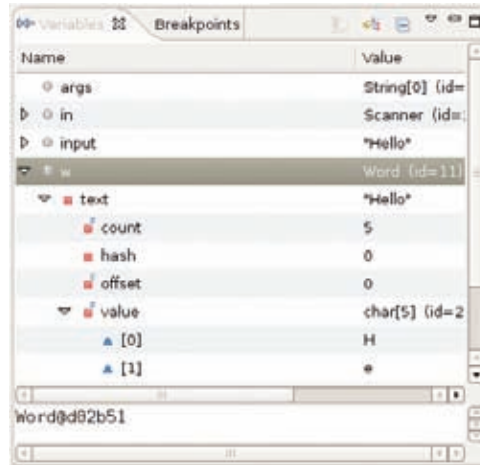 Variables Breakpoints
Name Value
args String[0] (id=
in Scanner (id=
input "Hello"
w Word (id=11)
text "Hello"
count 5
hash 0
offset 0
value char[5] (id=2
[0] H
[1] e
Word@d02b51